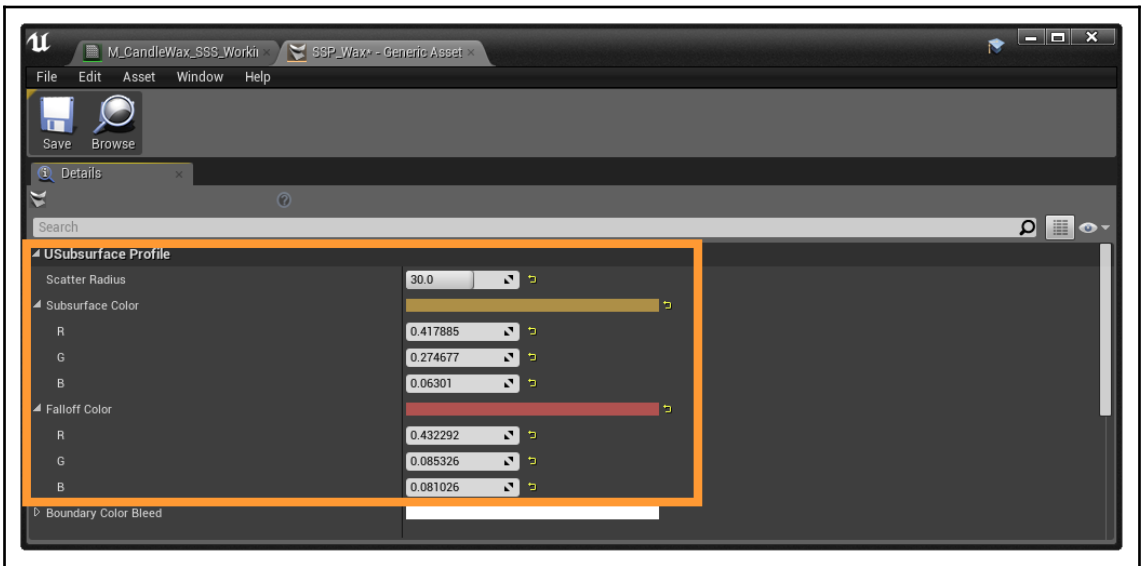 M_CandleWax_SSS_Workin
SSP_Wax* - Generic Asset
File Edit Asset Window Help
Save Browse
Details
Search
USubsurface Profile
Scatter Radius 30.0
Subsurface Color
R 0.417885
G 0.274677
B 0.06301
Falloff Color
R 0.432292
G 0.085326
B 0.081026
Boundary Color Bleed